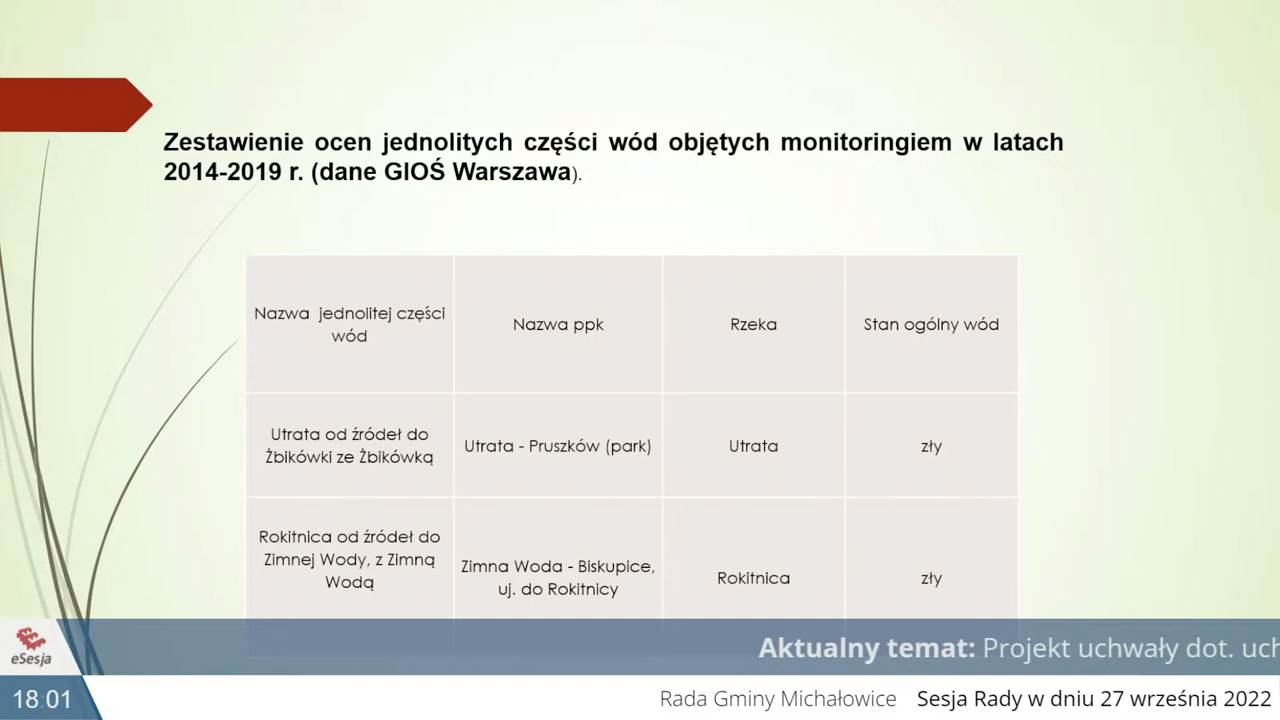 Zestawienie ocen jednolitych części wód objętych monitoringiem w latach
2014-2019 r. (dane GIOŚ Warszawa).
Nazwa jednolitej części
wód
Nazwa ppk
Rzeka
Stan ogólny wód
Utrata od źródeł do
Żbikówki ze Żbikówką
Utrata - Pruszków (park)
Utrata
zły
Rokitnica od źródeł do
Zimnej Wody, z Zimną
Wodą
Zimna Woda - Biskupice,
uj. do Rokitnicy
Rokitnica
zły
eSesja
Aktualny temat: Projekt uchwały dot. uch
18:01
Rada Gminy Michałowice Sesja Rady w dniu 27 września 2022